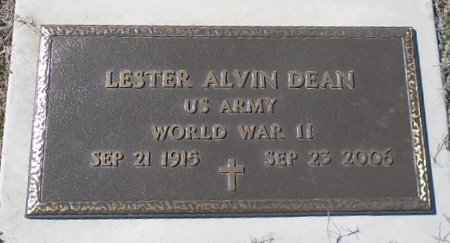 LESTER ALVIN DEAN
US ARMY
WORLD WAR II
SEP 21 1915 SEP 23 2006